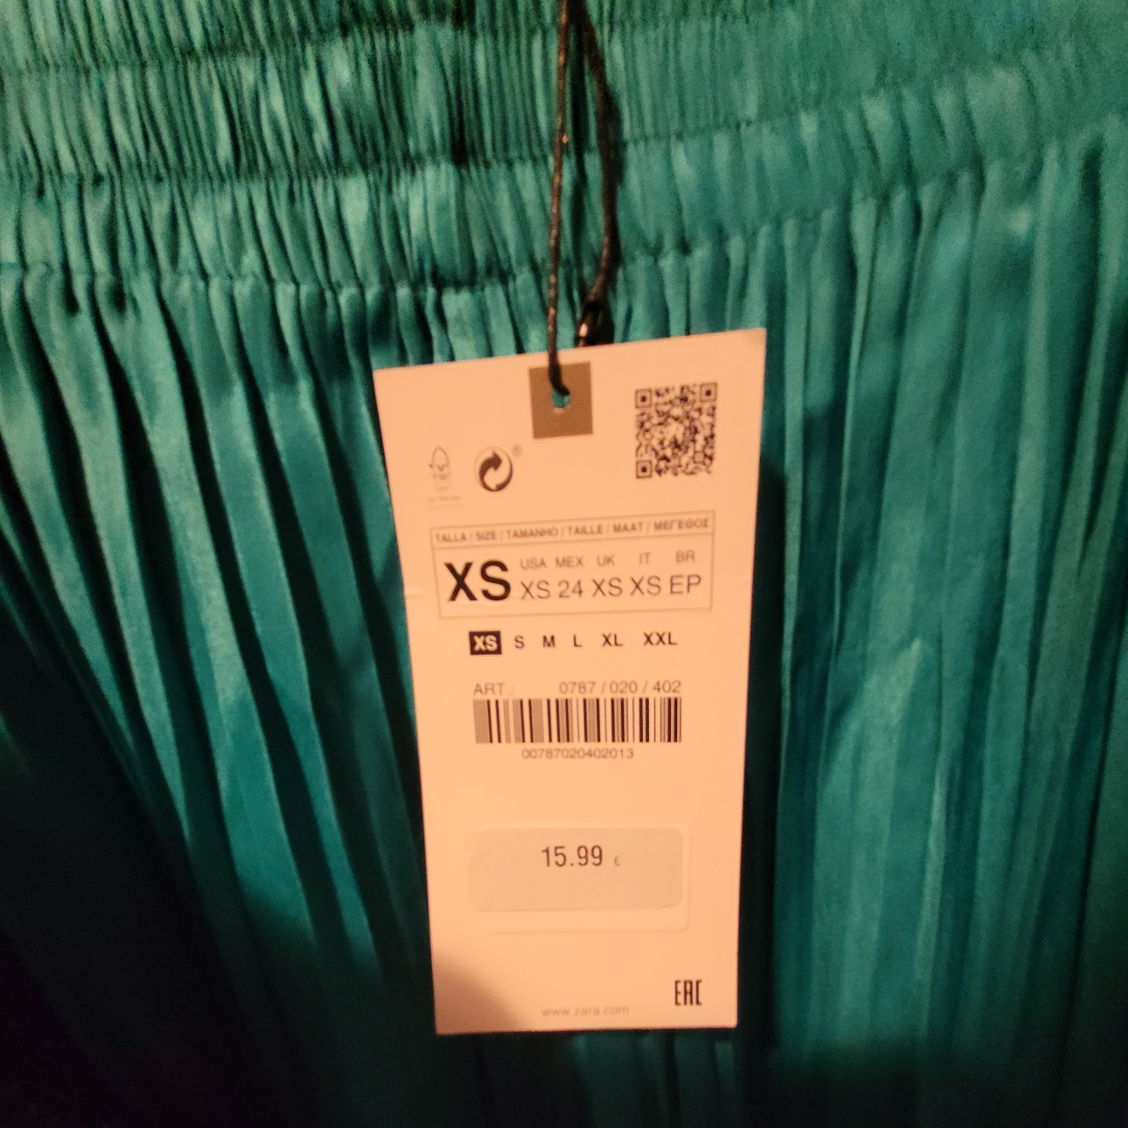 ®
TALLA / SIZE / TAMANHO / TAILLE / MAAT / ΜΕΓΕΘΟΣ
XS
USA MEX UK IT BR
XS 24 XS XS EP
XS S M L XL XXL
ART.: 0787 / 020 / 402
00787020402013
15.99 €
EAC
www.zara.com